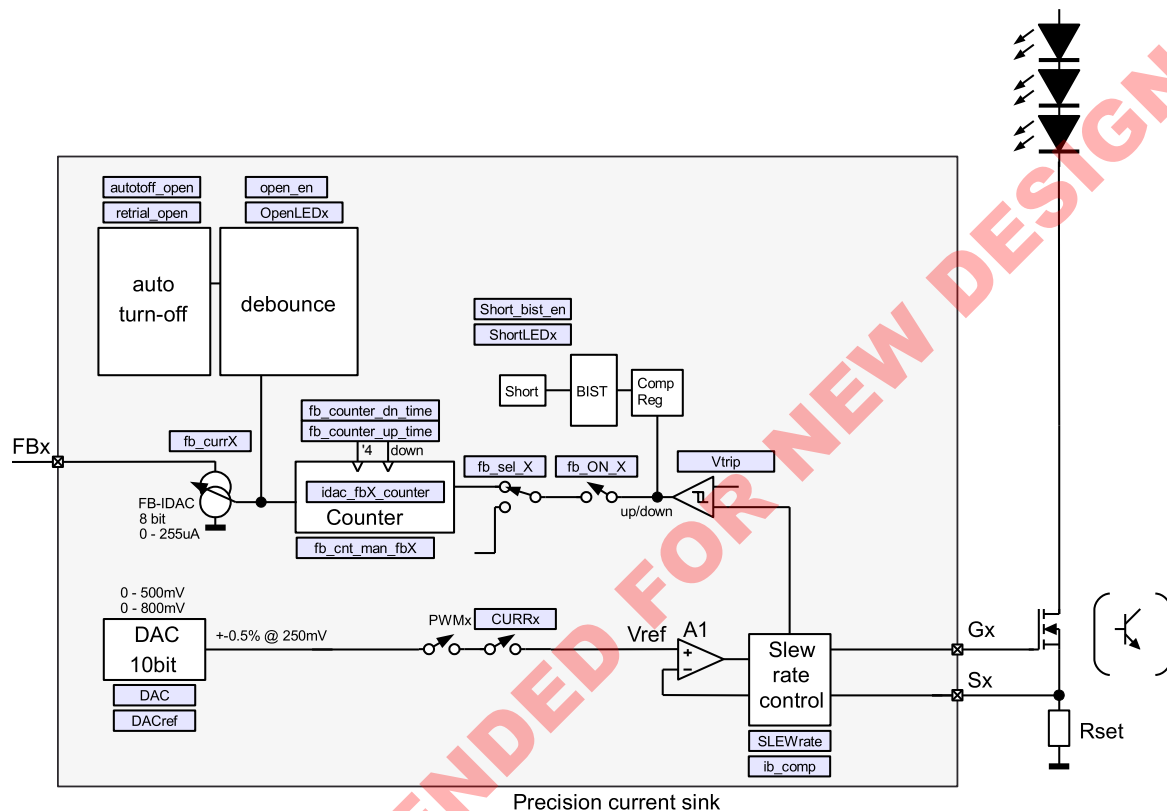 autotoff_open
retrial_open
open_en
OpenLEDx
auto
turn-off
debounce
Short_bist_en
ShortLEDx
Short
BIST
Comp
Reg
FBx
fb_currX
fb_counter_dn_time
fb_counter_up_time
'4
down
idac_fbX_counter
Counter
fb_cnt_man_fbX
FB-IDAC
8 bit
0 - 255uA
fb_sel_X
fb_ON_X
Vtrip
up/down
0 - 500mV
0 - 800mV
DAC
10bit
DAC
DACref
+-0.5% @ 250mV
PWMx
CURRx
Vref
A1
Slew
rate
control
SLEWrate
ib_comp
Gx
Sx
Rset
Precision current sink
ENDED FOR NEW DESIGN